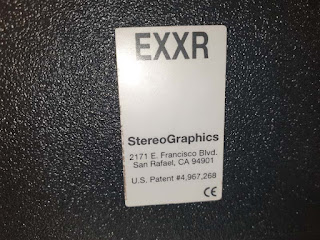 EXXR
StereoGraphics
2171 E. Francisco Blvd.
San Rafael, CA 94901
U.S. Patent #4,967,268
CE